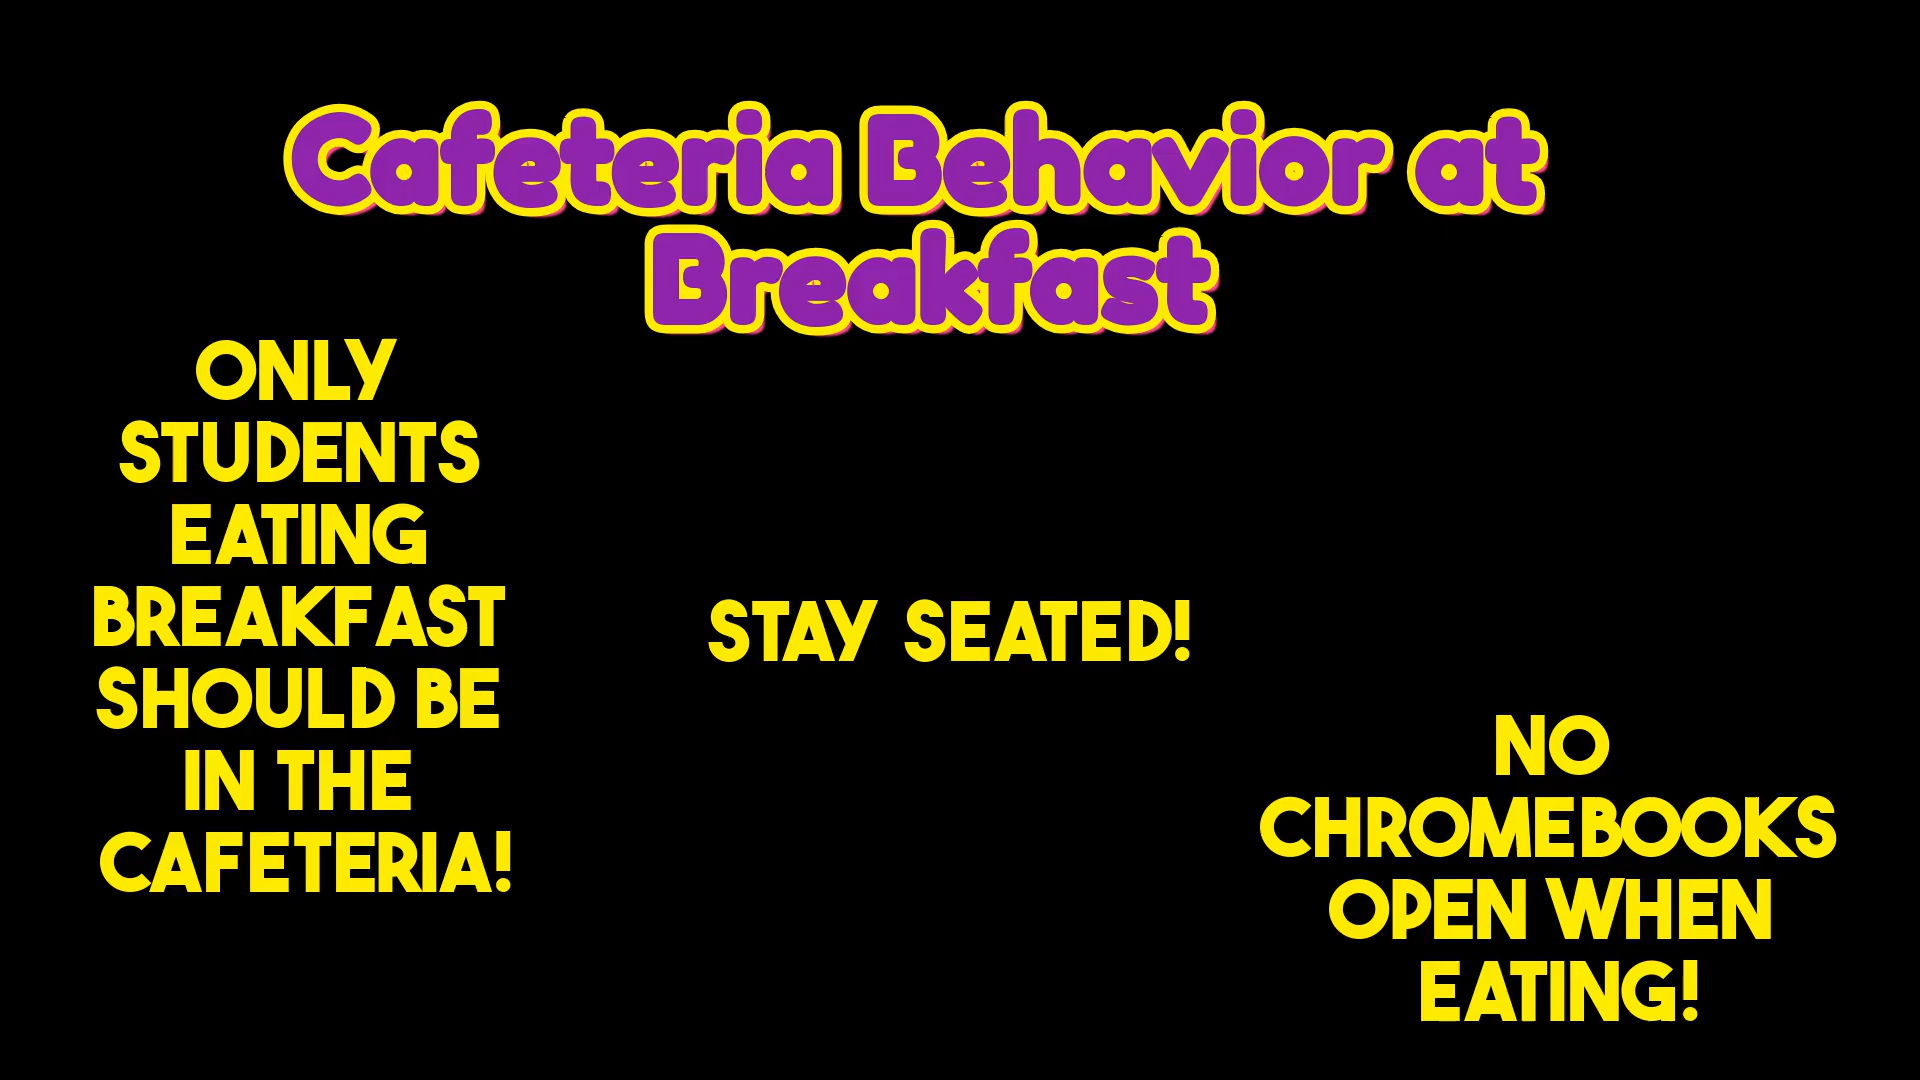 Cafeteria Behavior at
Breakfast
ONLY
STUDENTS
EATING
BREAKFAST
SHOULD BE
IN THE
CAFETERIA!
STAY SEATED!
NO
CHROMEBOOKS
OPEN WHEN
EATING!